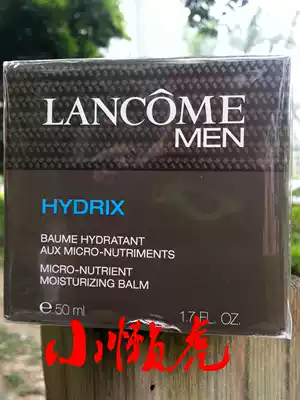 LANCÔME
MEN
HYDRIX
BAUME HYDRATANT
AUX MICRO-NUTRIMENTS
MICRO-NUTRIENT
MOISTURIZING BALM
e 50 ml 1.7 FL. OZ.
小懒虎